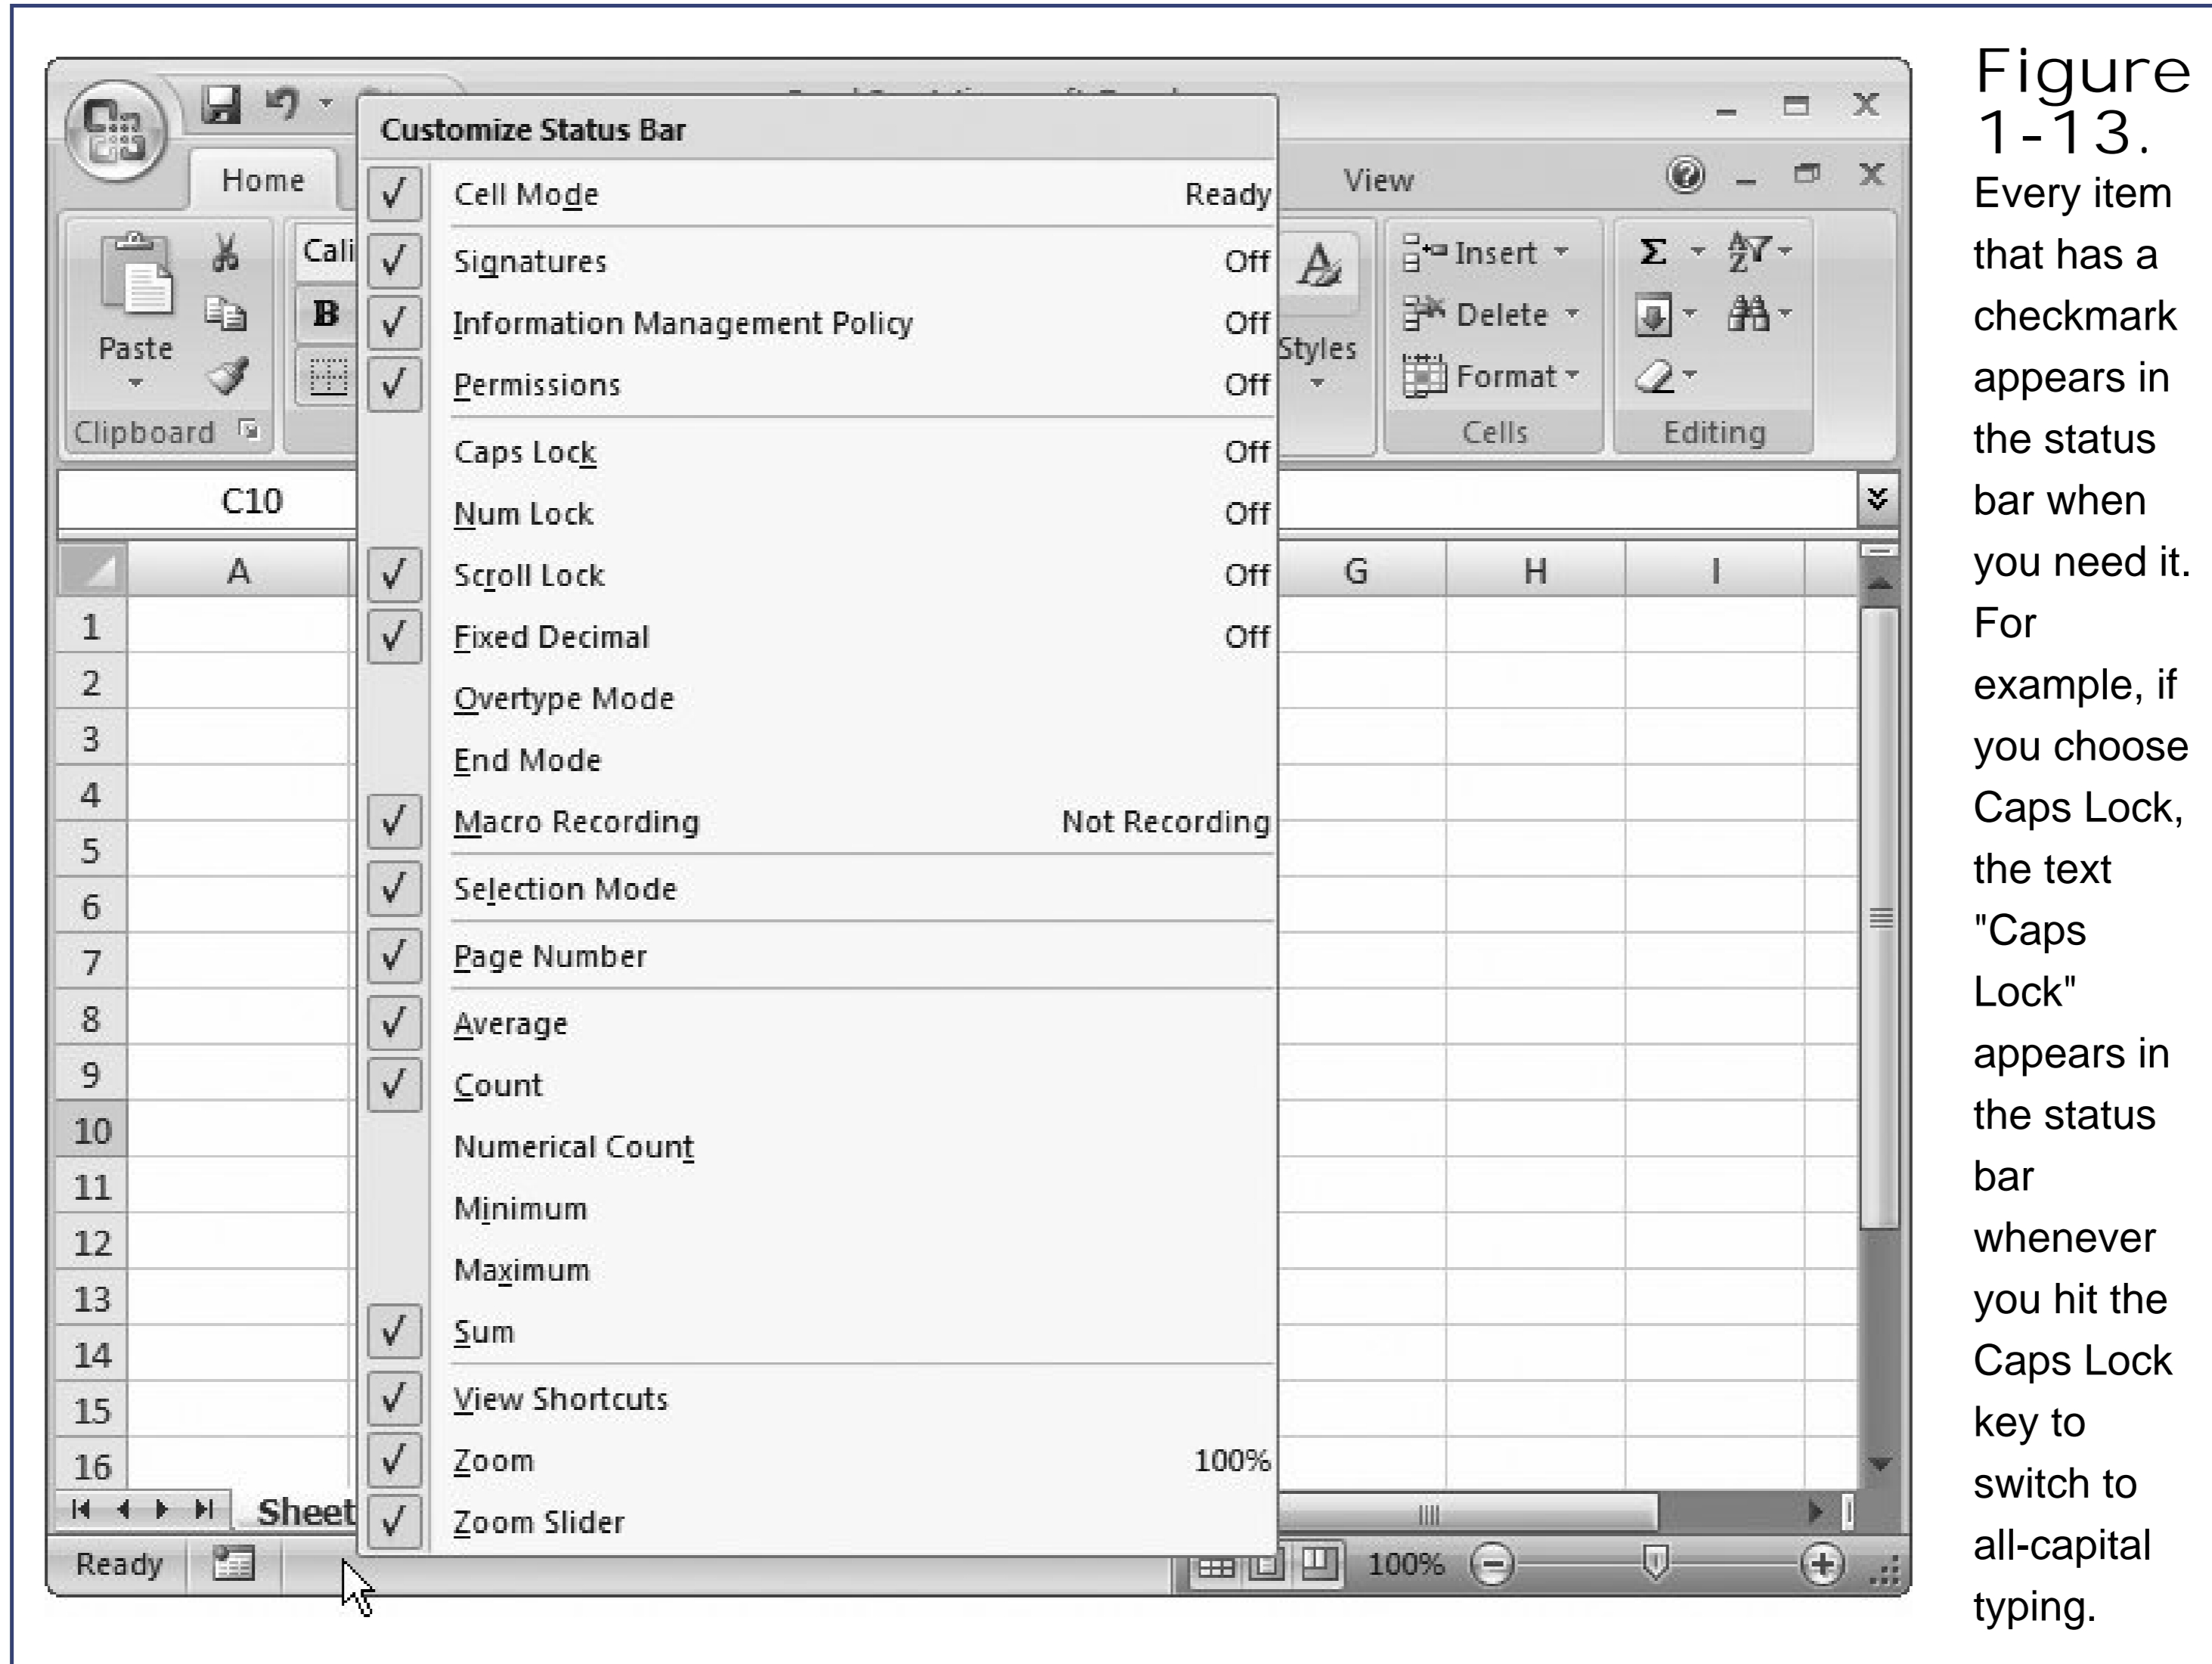 Home
View
Cali
B
Paste
Clipboard
Styles
Insert
Delete
Format
Cells
Σ
Editing
C10
A
G
H
I
1
2
3
4
5
6
7
8
9
10
11
12
13
14
15
16
Customize Status Bar
Cell Mode Ready
Signatures Off
Information Management Policy Off
Permissions Off
Caps Lock Off
Num Lock Off
Scroll Lock Off
Fixed Decimal Off
Overtype Mode
End Mode
Macro Recording Not Recording
Selection Mode
Page Number
Average
Count
Numerical Count
Minimum
Maximum
Sum
View Shortcuts
Zoom 100%
Zoom Slider
Sheet
Ready
100%
Figure
1-13.
Every item
that has a
checkmark
appears in
the status
bar when
you need it.
For
example, if
you choose
Caps Lock,
the text
"Caps
Lock"
appears in
the status
bar
whenever
you hit the
Caps Lock
key to
switch to
all-capital
typing.